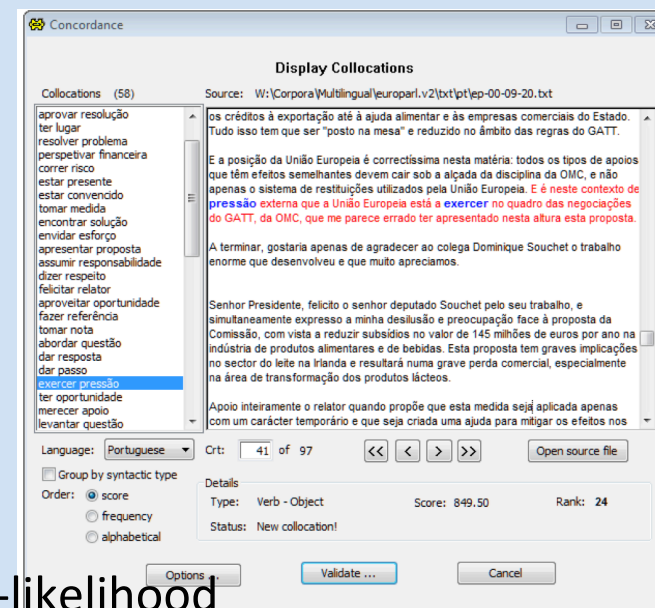 Concordance
Display Collocations
Collocations (58)
Source: W:\Corpora\Multilingual\europarl.v2\txt\pt\ep-00-09-20.txt
aprovar resolução
ter lugar
resolver problema
perspetivar financeira
correr risco
estar presente
estar convencido
tomar medida
encontrar solução
envidar esforço
apresentar proposta
assumir responsabilidade
dizer respeito
felicitar relator
aproveitar oportunidade
fazer referência
tomar nota
abordar questão
dar resposta
dar passo
exercer pressão
ter oportunidade
merecer apoio
levantar questão
os créditos à exportação até à ajuda alimentar e às empresas comerciais do Estado.
Tudo isso tem que ser "posto na mesa" e reduzido no âmbito das regras do GATT.
E a posição da União Europeia é correctíssima nesta matéria: todos os tipos de apoios
que têm efeitos semelhantes devem cair sob a alçada da disciplina da OMC, e não
apenas o sistema de restituições utilizados pela União Europeia. E é neste contexto de
pressão externa que a União Europeia está a exercer no quadro das negociações
do GATT, da OMC, que me parece errado ter apresentado nesta altura esta proposta.
A terminar, gostaria apenas de agradecer ao colega Dominique Souchet o trabalho
enorme que desenvolveu e que muito apreciamos.
Senhor Presidente, felicito o senhor deputado Souchet pelo seu trabalho, e
simultaneamente expresso a minha desilusão e preocupação face à proposta da
Comissão, com vista a reduzir subsídios no valor de 145 milhões de euros por ano na
indústria de produtos alimentares e de bebidas. Esta proposta tem graves implicações
no sector do leite na Irlanda e resultará numa grave perda comercial, especialmente
na área de transformação dos produtos lácteos.
Apoio inteiramente o relator quando propõe que esta medida seja aplicada apenas
com um carácter temporário e que seja criada uma ajuda para mitigar os efeitos nos
Language: Portuguese
Crt: 41 of 97
<< < > >>
Open source file
Group by syntactic type
Order: score
frequency
alphabetical
Details
Type: Verb - Object
Score: 849.50
Rank: 24
Status: New collocation!
Options ...
Validate ...
Cancel
-likelihood